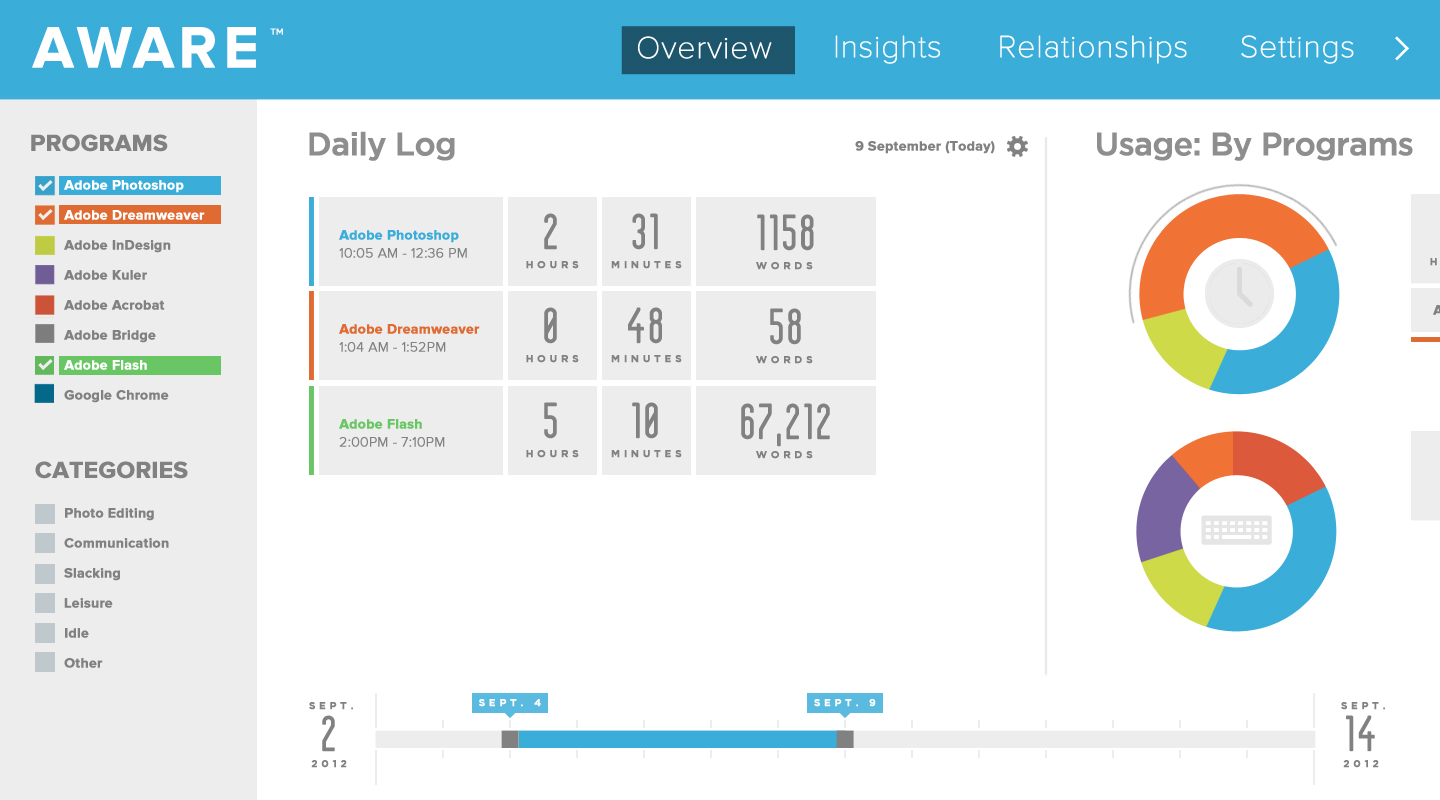 AWARE™
Overview
Insights
Relationships
Settings
PROGRAMS
Adobe Photoshop
Adobe Dreamweaver
Adobe InDesign
Adobe Kuler
Adobe Acrobat
Adobe Bridge
Adobe Flash
Google Chrome
CATEGORIES
Photo Editing
Communication
Slacking
Leisure
Idle
Other
Daily Log
9 September (Today)
Adobe Photoshop
10:05 AM - 12:36 PM
2
HOURS
31
MINUTES
1158
WORDS
Adobe Dreamweaver
1:04 AM - 1:52PM
0
HOURS
48
MINUTES
58
WORDS
Adobe Flash
2:00PM - 7:10PM
5
HOURS
10
MINUTES
67,212
WORDS
Usage: By Programs
SEPT.
2
2012
SEPT. 4
SEPT. 9
SEPT.
14
2012